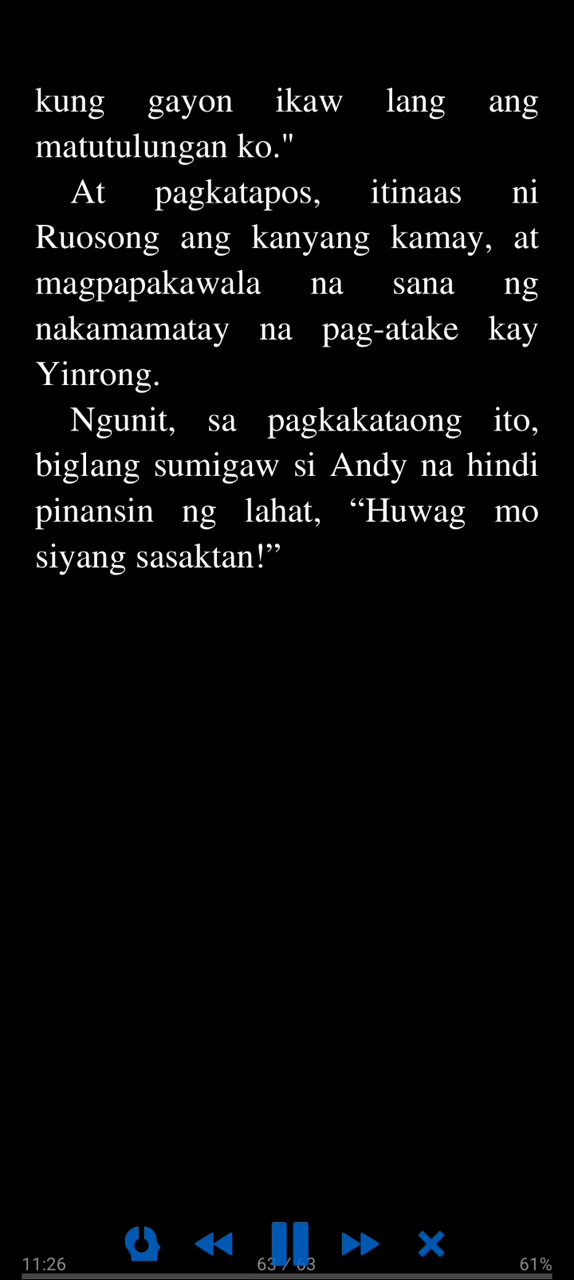 kung gayon ikaw lang ang
matutulungan ko."
At pagkatapos, itinaas ni
Ruosong ang kanyang kamay, at
magpapakawala na sana ng
nakamamatay na pag-atake kay
Yinrong.
Ngunit, sa pagkakataong ito,
biglang sumigaw si Andy na hindi
pinansin ng lahat, “Huwag mo
siyang sasaktan!”
11:26 63 / 63 61%